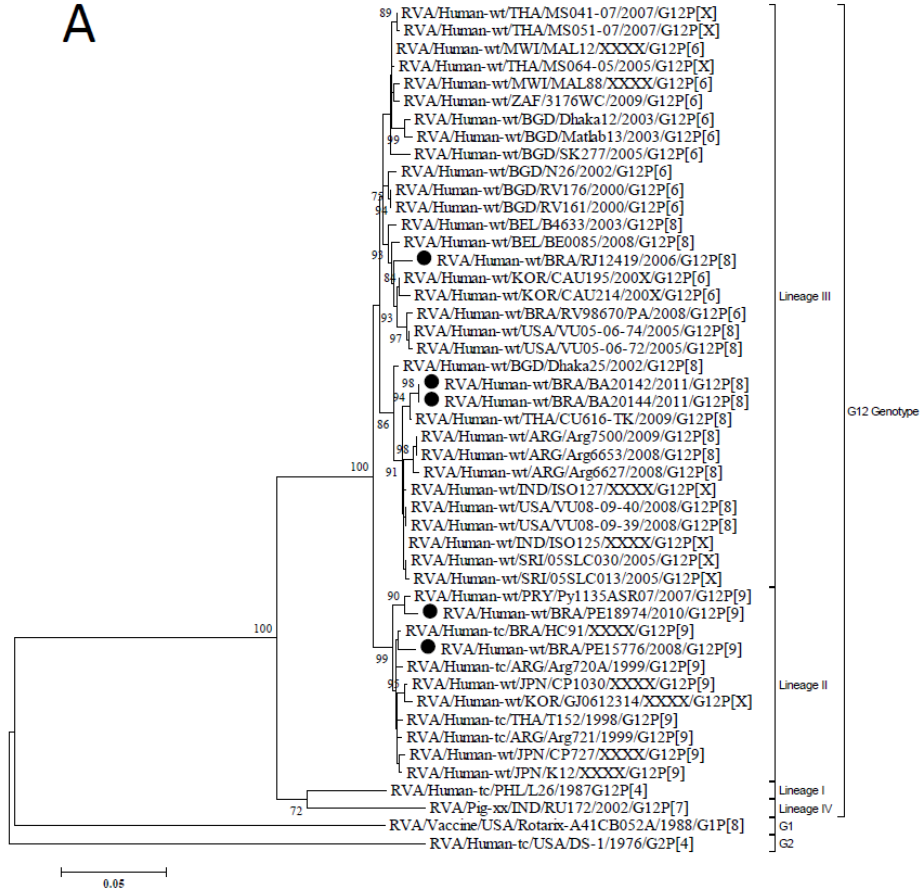 A
89
RVA/Human-wt/THA/MS041-07/2007/G12P[X]
RVA/Human-wt/THA/MS051-07/2007/G12P[X]
RVA/Human-wt/MWI/MAL12/XXXX/G12P[6]
RVA/Human-wt/THA/MS064-05/2005/G12P[X]
RVA/Human-wt/MWI/MAL88/XXXX/G12P[6]
RVA/Human-wt/ZAF/3176WC/2009/G12P[6]
RVA/Human-wt/BGD/Dhaka12/2003/G12P[6]
99
RVA/Human-wt/BGD/Matlab13/2003/G12P[6]
RVA/Human-wt/BGD/SK277/2005/G12P[6]
RVA/Human-wt/BGD/N26/2002/G12P[6]
75
RVA/Human-wt/BGD/RV176/2000/G12P[6]
94
RVA/Human-wt/BGD/RV161/2000/G12P[6]
RVA/Human-wt/BEL/B4633/2003/G12P[8]
RVA/Human-wt/BEL/BE0085/2008/G12P[8]
93
RVA/Human-wt/BRA/RJ12419/2006/G12P[8]
84
RVA/Human-wt/KOR/CAU195/200X/G12P[6]
RVA/Human-wt/KOR/CAU214/200X/G12P[6]
Lineage III
93
RVA/Human-wt/BRA/RV98670/PA/2008/G12P[6]
RVA/Human-wt/USA/VU05-06-74/2005/G12P[8]
97
RVA/Human-wt/USA/VU05-06-72/2005/G12P[8]
RVA/Human-wt/BGD/Dhaka25/2002/G12P[8]
98
RVA/Human-wt/BRA/BA20142/2011/G12P[8]
94
RVA/Human-wt/BRA/BA20144/2011/G12P[8]
86
RVA/Human-wt/THA/CU616-TK/2009/G12P[8]
G12 Genotype
RVA/Human-wt/ARG/Arg7500/2009/G12P[8]
98
RVA/Human-wt/ARG/Arg6653/2008/G12P[8]
100
91
RVA/Human-wt/ARG/Arg6627/2008/G12P[8]
RVA/Human-wt/IND/ISO127/XXXX/G12P[X]
RVA/Human-wt/USA/VU08-09-40/2008/G12P[8]
RVA/Human-wt/USA/VU08-09-39/2008/G12P[8]
RVA/Human-wt/IND/ISO125/XXXX/G12P[X]
RVA/Human-wt/SRI/05SLC030/2005/G12P[X]
RVA/Human-wt/SRI/05SLC013/2005/G12P[X]
90
RVA/Human-wt/PRY/Py1135ASR07/2007/G12P[9]
RVA/Human-wt/BRA/PE18974/2010/G12P[9]
100
RVA/Human-tc/BRA/HC91/XXXX/G12P[9]
99
RVA/Human-wt/BRA/PE15776/2008/G12P[9]
RVA/Human-tc/ARG/Arg720A/1999/G12P[9]
95
RVA/Human-wt/JPN/CP1030/XXXX/G12P[9]
Lineage II
RVA/Human-wt/KOR/GJ0612314/XXXX/G12P[X]
RVA/Human-tc/THA/T152/1998/G12P[9]
RVA/Human-tc/ARG/Arg721/1999/G12P[9]
RVA/Human-wt/JPN/CP727/XXXX/G12P[9]
RVA/Human-wt/JPN/K12/XXXX/G12P[9]
RVA/Human-tc/PHL/L26/1987G12P[4]
Lineage I
72
RVA/Pig-xx/IND/RU172/2002/G12P[7]
Lineage IV
RVA/Vaccine/USA/Rotarix-A41CB052A/1988/G1P[8]
G1
RVA/Human-tc/USA/DS-1/1976/G2P[4]
G2
0.05